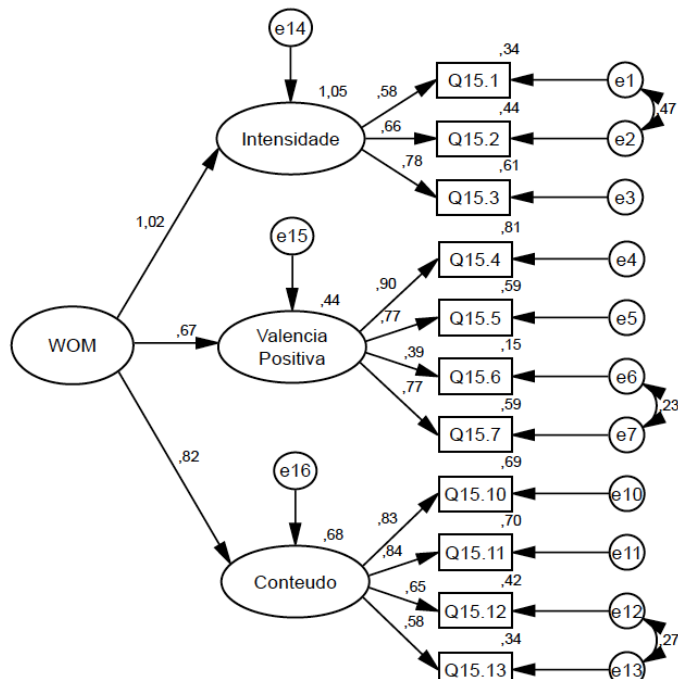 e14
,34
1,05
,58
Q15.1
e1
,44
,47
Intensidade
,66
Q15.2
e2
,61
,78
Q15.3
e3
1,02
e15
,81
,90
Q15.4
e4
,44
,59
,77
Q15.5
e5
WOM
,67
Valencia
Positiva
,15
,39
Q15.6
e6
,77
,59
,23
Q15.7
e7
,82
e16
,69
,83
Q15.10
e10
,68
,70
,84
Q15.11
e11
Conteudo
,42
,65
Q15.12
e12
,58
,34
,27
Q15.13
e13